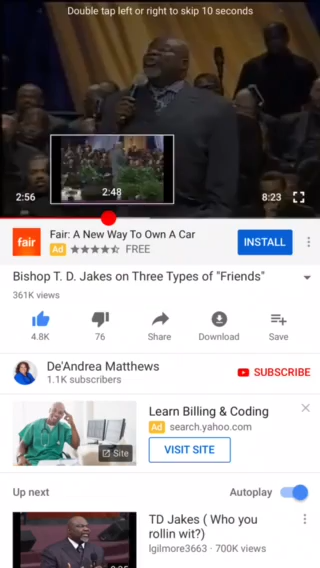 Double tap left or right to skip 10 seconds
2:56
2:48
8:23
fair
Fair: A New Way To Own A Car
Ad
FREE
INSTALL
Bishop T. D. Jakes on Three Types of "Friends"
361K views
4.8K
76
Share
Download
Save
De'Andrea Matthews
1.1K subscribers
SUBSCRIBE
Site
Learn Billing & Coding
Ad search.yahoo.com
VISIT SITE
Up next
Autoplay
TD Jakes ( Who you
rollin wit?)
lgilmore3663 · 700K views